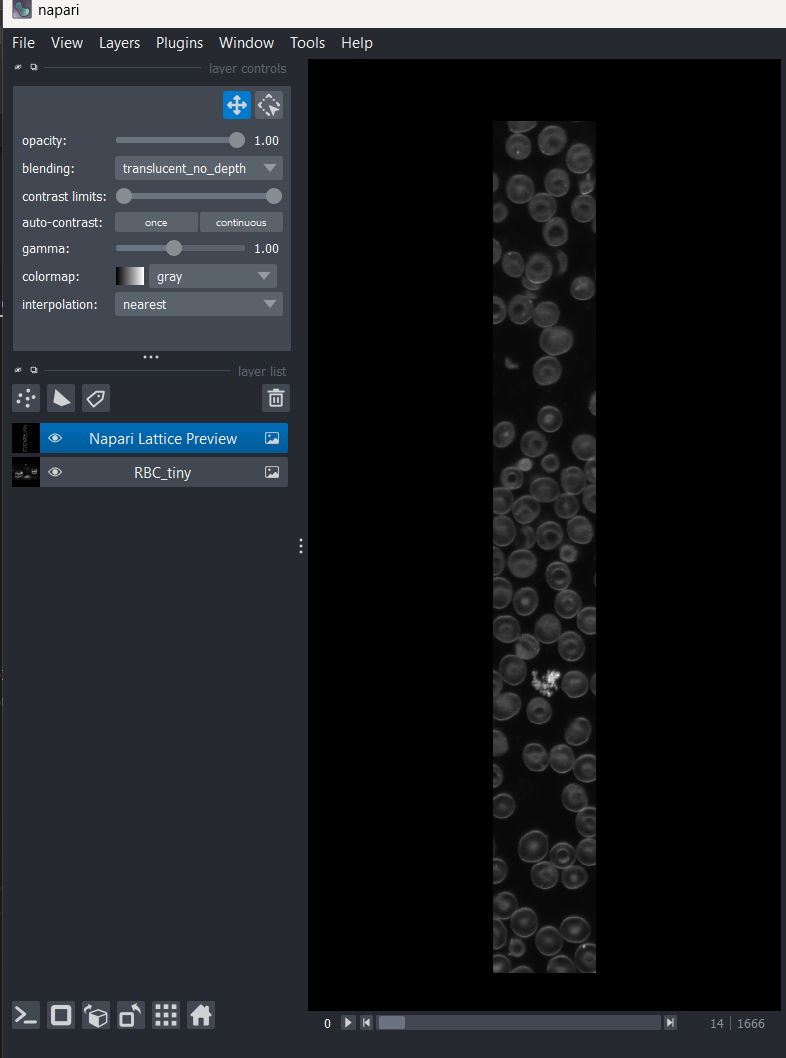 napari
File View Layers Plugins Window Tools Help
layer controls
opacity: 1.00
blending: translucent_no_depth
contrast limits:
auto-contrast: once continuous
gamma: 1.00
colormap: gray
interpolation: nearest
layer list
Napari Lattice Preview
RBC_tiny
0 14 1666